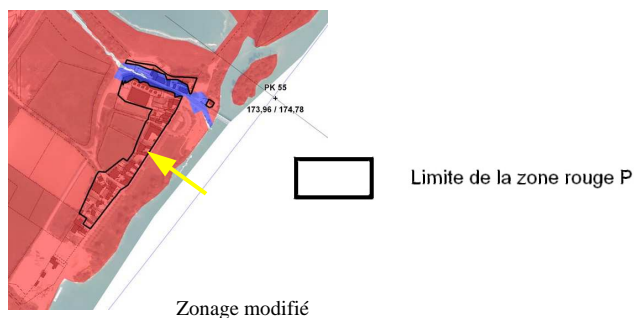 PK 55
173,96 / 174,78
Limite de la zone rouge P
Zonage modifié